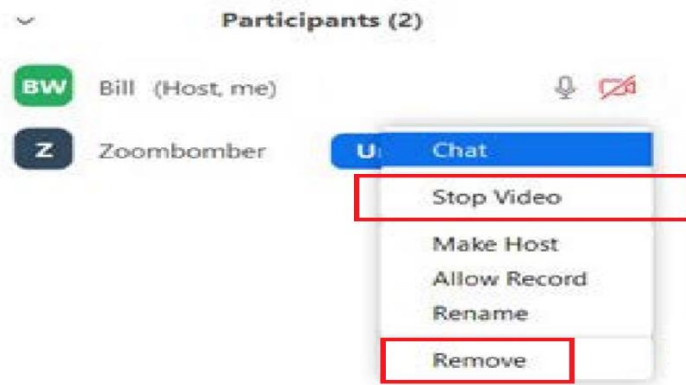 Participants (2)
BW Bill (Host, me)
Z Zoombomber U
Chat
Stop Video
Make Host
Allow Record
Rename
Remove